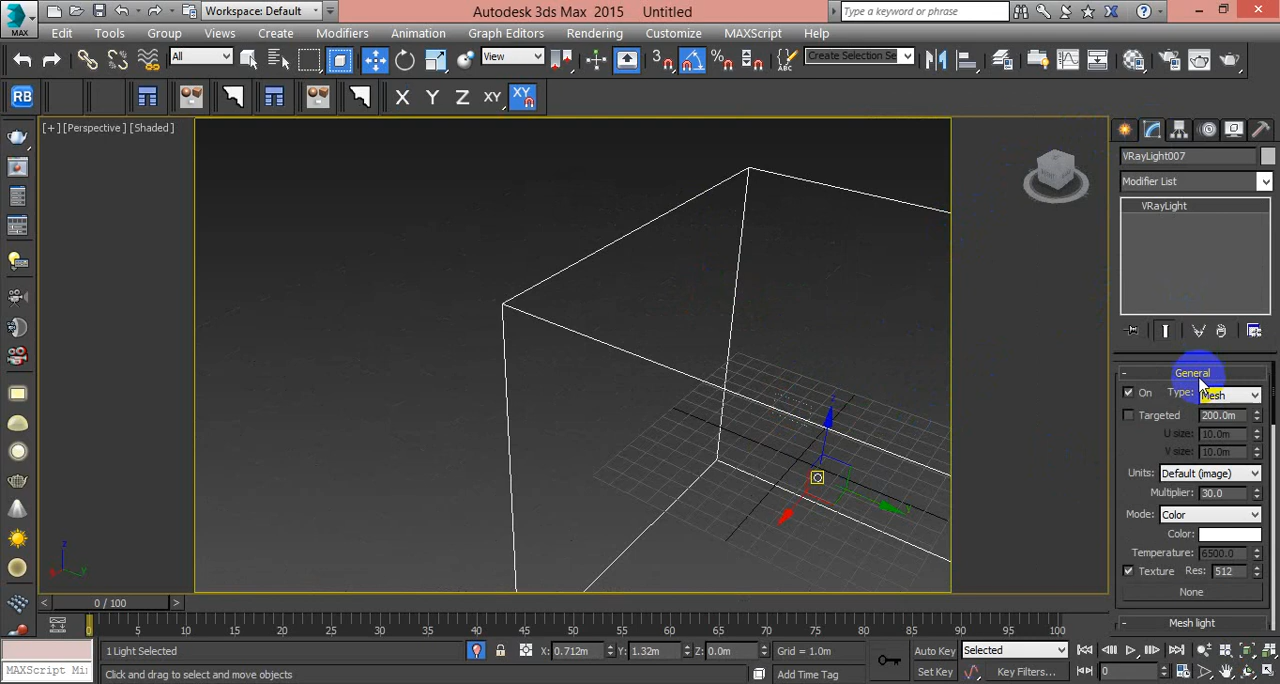 MAX
Workspace: Default
Autodesk 3ds Max 2015 Untitled
Type a keyword or phrase
Edit Tools Group Views Create Modifiers Animation Graph Editors Rendering Customize MAXScript Help
All
View
3
Create Selection Se
RB
X Y Z XY XY
[+] [Perspective] [Shaded]
VRayLight007
Modifier List
VRayLight
- General
On Type: Mesh
Targeted 200.0m
U size: 10.0m
V size: 10.0m
Units: Default (image)
Multiplier: 30.0
Mode: Color
Color:
Temperature: 6500.0
Texture Res: 512
None
- Mesh light
z
< 0 / 100 >
0 5 10 15 20 25 30 35 40 45 50 55 60 65 70 75 80 85 90 95 100
1 Light Selected
X: 0.712m Y: 1.32m Z: 0.0m Grid = 1.0m
Auto Key Selected
MAXScript Mi
Click and drag to select and move objects
Add Time Tag
Set Key Key Filters...
0